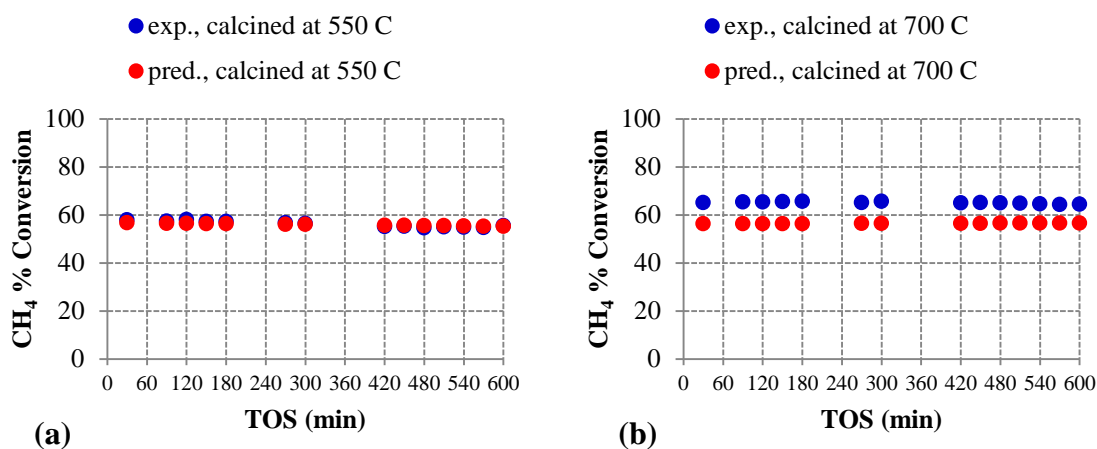 exp., calcined at 550 C
pred., calcined at 550 C
100
80
60
40
20
0
CH₄ % Conversion
0 60 120 180 240 300 360 420 480 540 600
TOS (min)
(a)
exp., calcined at 700 C
pred., calcined at 700 C
100
80
60
40
20
0
CH₄ % Conversion
0 60 120 180 240 300 360 420 480 540 600
TOS (min)
(b)